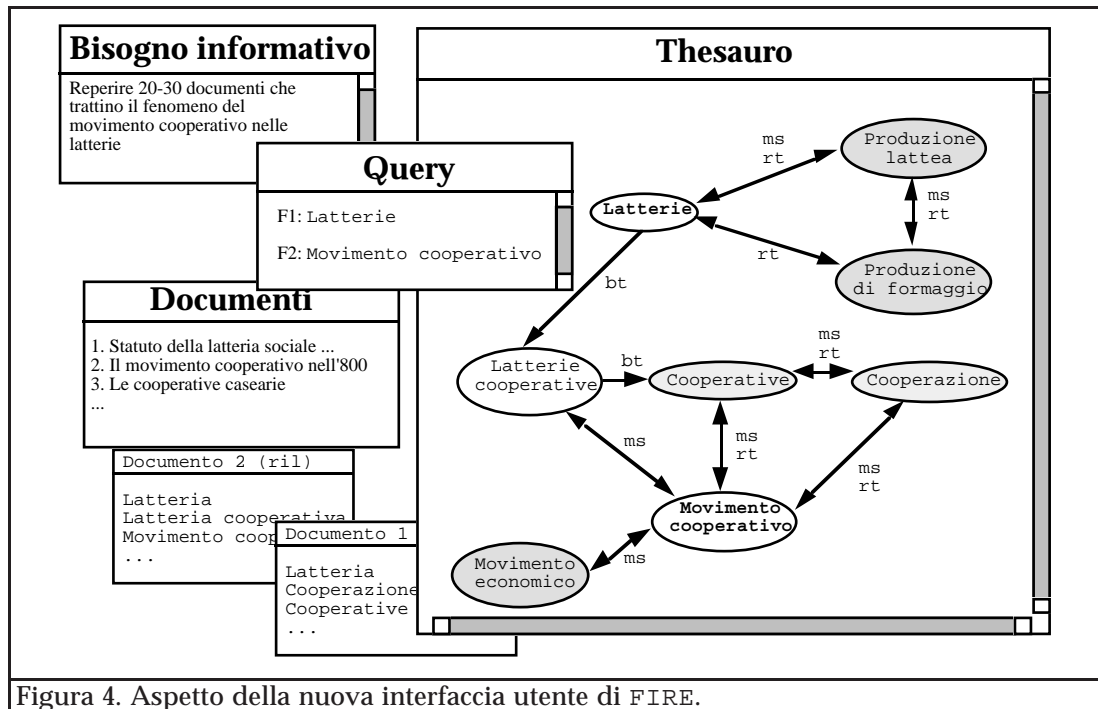 Bisogno informativo
Reperire 20-30 documenti che
trattino il fenomeno del
movimento cooperativo nelle
latterie
Query
F1: Latterie
F2: Movimento cooperativo
Documenti
1. Statuto della latteria sociale ...
2. Il movimento cooperativo nell'800
3. Le cooperative casearie
...
Documento 2 (ril)
Latteria
Latteria cooperativa
Movimento coop
...
Documento 1
Latteria
Cooperazione
Cooperative
...
Thesauro
Produzione
lattea
ms
rt
Latterie
ms
rt
rt
Produzione
di formaggio
bt
Latterie
cooperative
bt
Cooperative
ms
rt
Cooperazione
ms
ms
rt
ms
rt
Movimento
cooperativo
Movimento
economico
ms
Figura 4. Aspetto della nuova interfaccia utente di FIRE.